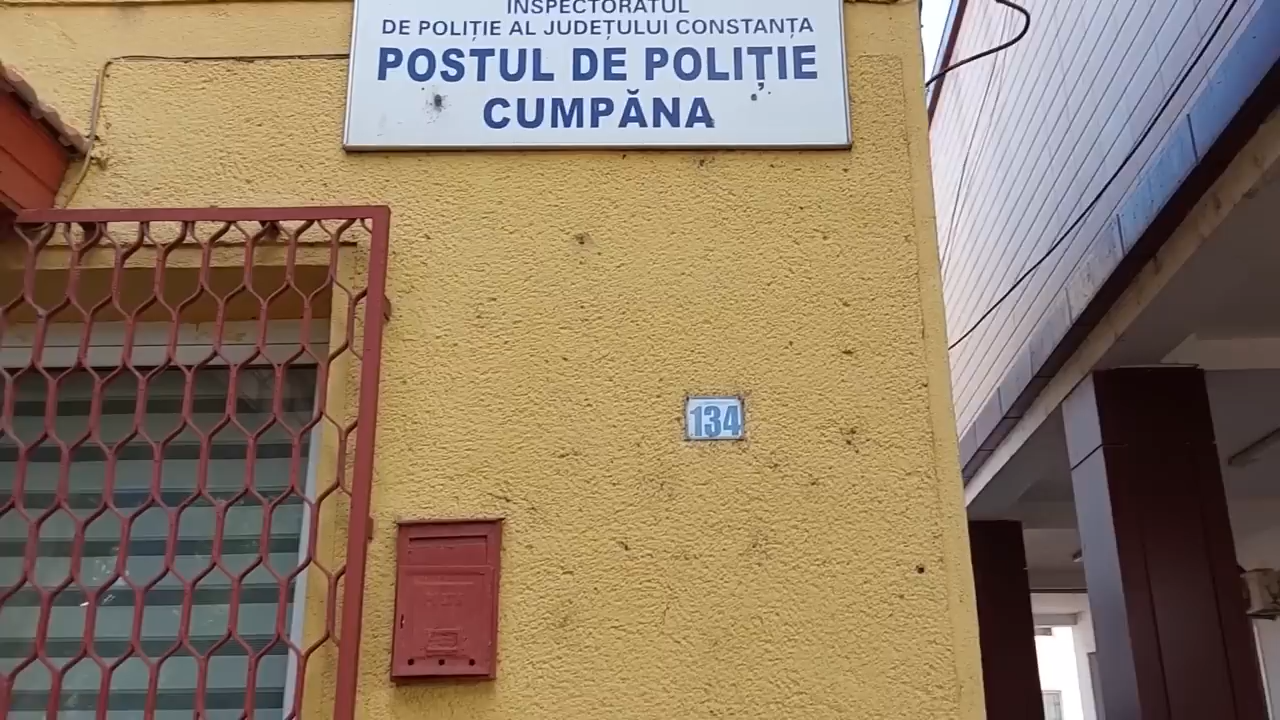 INSPECTORATUL
DE POLIȚIE AL JUDEȚULUI CONSTANȚA
POSTUL DE POLIȚIE
CUMPĂNA
134